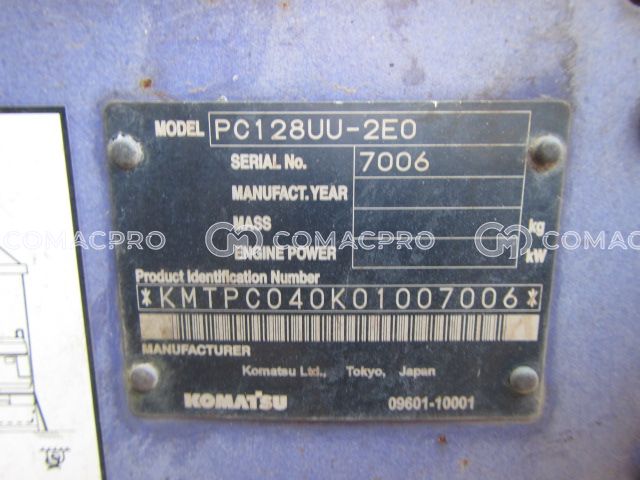 MODEL PC128UU-2E0
SERIAL No. 7006
MANUFACT. YEAR
MASS kg
ENGINE POWER kW
COMACPRO COMACPRO COMACPRO
Product Identification Number
*KMTPC040K01007006*
MANUFACTURER
Komatsu Ltd., Tokyo, Japan
KOMATSU 09601-10001